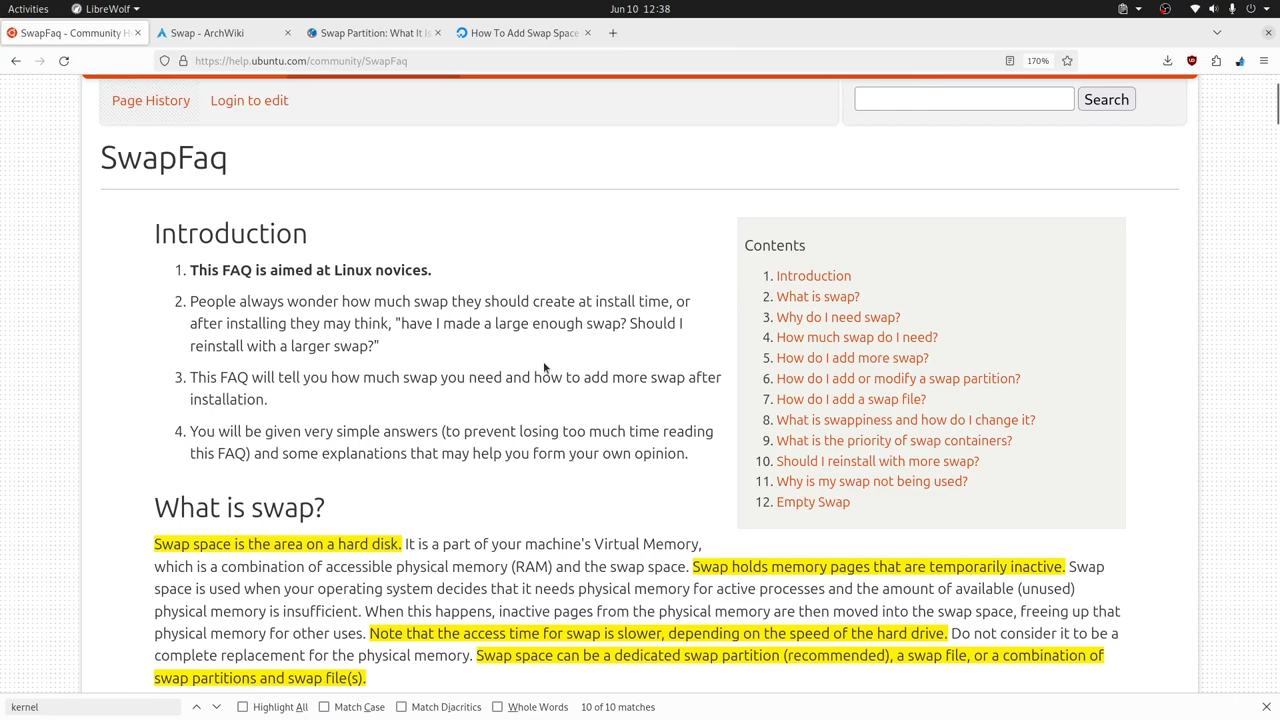 Activities LibreWolf Jun 10 12:38
SwapFaq - Community H Swap - ArchWiki Swap Partition: What It Is How To Add Swap Space
https://help.ubuntu.com/community/SwapFaq 170%
Page History Login to edit Search
SwapFaq
Introduction
1. This FAQ is aimed at Linux novices.
2. People always wonder how much swap they should create at install time, or
after installing they may think, "have I made a large enough swap? Should I
reinstall with a larger swap?"
3. This FAQ will tell you how much swap you need and how to add more swap after
installation.
4. You will be given very simple answers (to prevent losing too much time reading
this FAQ) and some explanations that may help you form your own opinion.
Contents
1. Introduction
2. What is swap?
3. Why do I need swap?
4. How much swap do I need?
5. How do I add more swap?
6. How do I add or modify a swap partition?
7. How do I add a swap file?
8. What is swappiness and how do I change it?
9. What is the priority of swap containers?
10. Should I reinstall with more swap?
11. Why is my swap not being used?
12. Empty Swap
What is swap?
Swap space is the area on a hard disk. It is a part of your machine's Virtual Memory,
which is a combination of accessible physical memory (RAM) and the swap space. Swap holds memory pages that are temporarily inactive. Swap
space is used when your operating system decides that it needs physical memory for active processes and the amount of available (unused)
physical memory is insufficient. When this happens, inactive pages from the physical memory are then moved into the swap space, freeing up that
physical memory for other uses. Note that the access time for swap is slower, depending on the speed of the hard drive. Do not consider it to be a
complete replacement for the physical memory. Swap space can be a dedicated swap partition (recommended), a swap file, or a combination of
swap partitions and swap file(s).
kernel Highlight All Match Case Match Diacritics Whole Words 10 of 10 matches